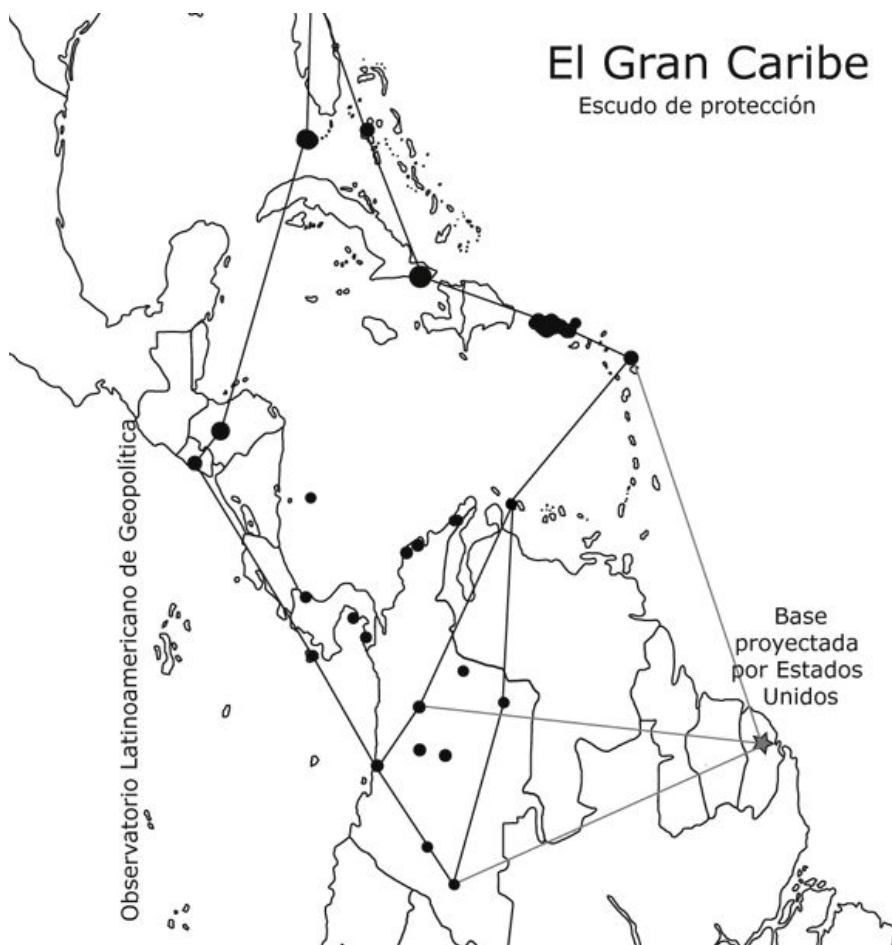 El Gran Caribe
Escudo de protección
Observatorio Latinoamericano de Geopolítica
Base
proyectada
por Estados
Unidos